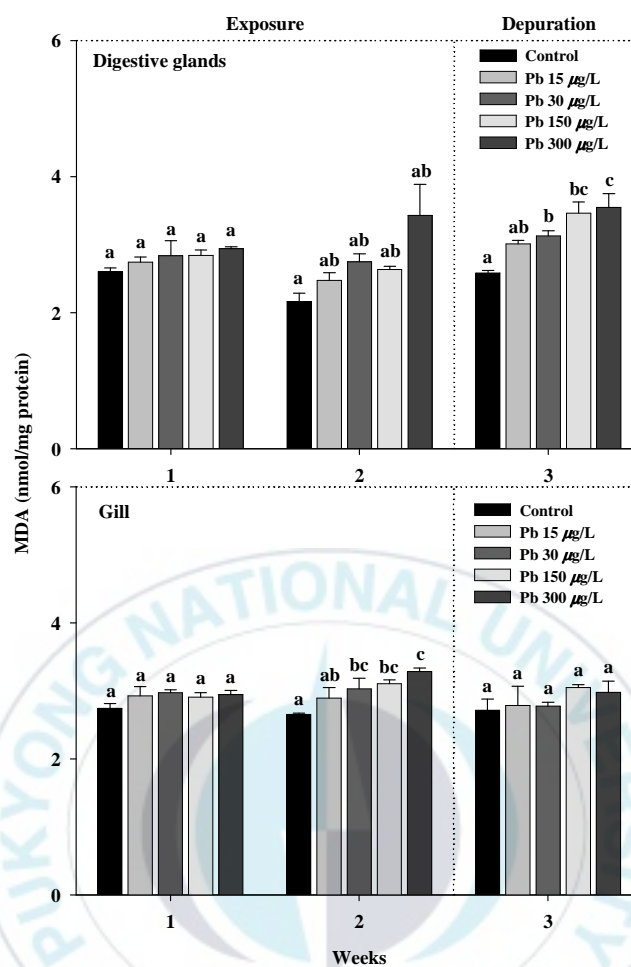 Exposure Depuration
6
Digestive glands
Control
Pb 15 μg/L
Pb 30 μg/L
Pb 150 μg/L
Pb 300 μg/L
4
a a a a a
a ab ab ab ab
a ab b bc c
2
0
1 2 3
MDA (nmol/mg protein)
6
Gill
Control
Pb 15 μg/L
Pb 30 μg/L
Pb 150 μg/L
Pb 300 μg/L
4
a a a a a
a ab bc bc c
a a a a a
2
0
1 2 3
Weeks
PUKYONG NATIONAL UNIVERSITY